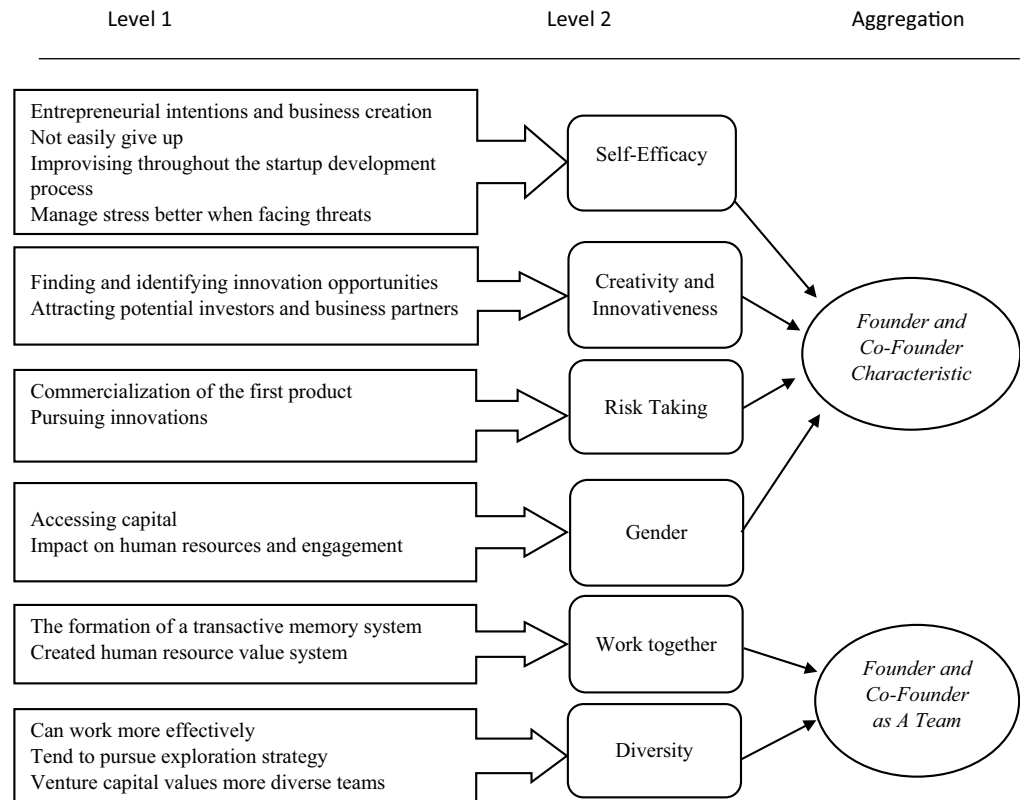 Level 1
Level 2
Aggregation
Entrepreneurial intentions and business creation
Not easily give up
Improvising throughout the startup development
process
Manage stress better when facing threats
Self-Efficacy
Finding and identifying innovation opportunities
Attracting potential investors and business partners
Creativity and
Innovativeness
Founder and
Co-Founder
Characteristic
Commercialization of the first product
Pursuing innovations
Risk Taking
Accessing capital
Impact on human resources and engagement
Gender
The formation of a transactive memory system
Created human resource value system
Work together
Founder and
Co-Founder
as A Team
Can work more effectively
Tend to pursue exploration strategy
Venture capital values more diverse teams
Diversity